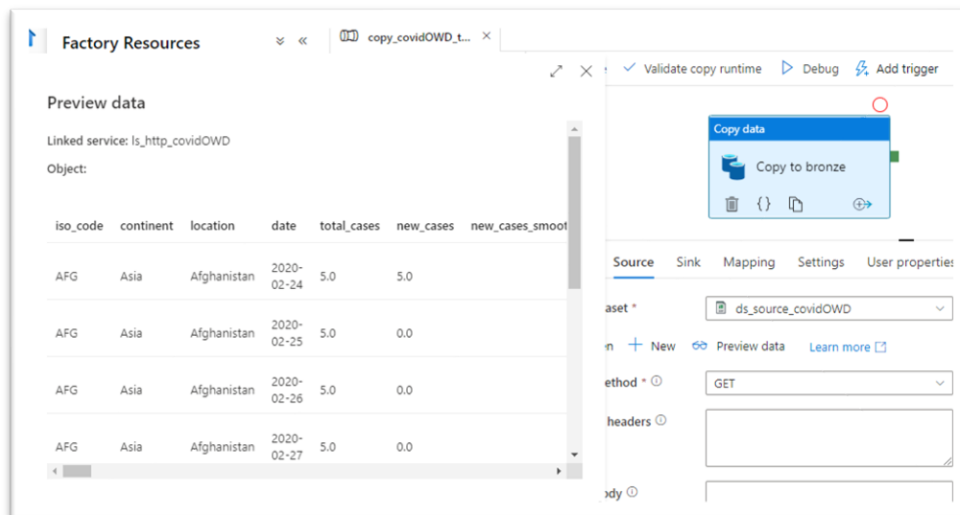 Factory Resources
copy_covidOWD_t...
Validate copy runtime Debug Add trigger
Preview data
Linked service: ls_http_covidOWD
Object:
iso_code continent location date total_cases new_cases new_cases_smoot
AFG Asia Afghanistan 2020-02-24 5.0 5.0
AFG Asia Afghanistan 2020-02-25 5.0 0.0
AFG Asia Afghanistan 2020-02-26 5.0 0.0
AFG Asia Afghanistan 2020-02-27 5.0 0.0
Copy data
Copy to bronze
Source Sink Mapping Settings User properties
aset * ds_source_covidOWD
en New Preview data Learn more
ethod * GET
headers
ody